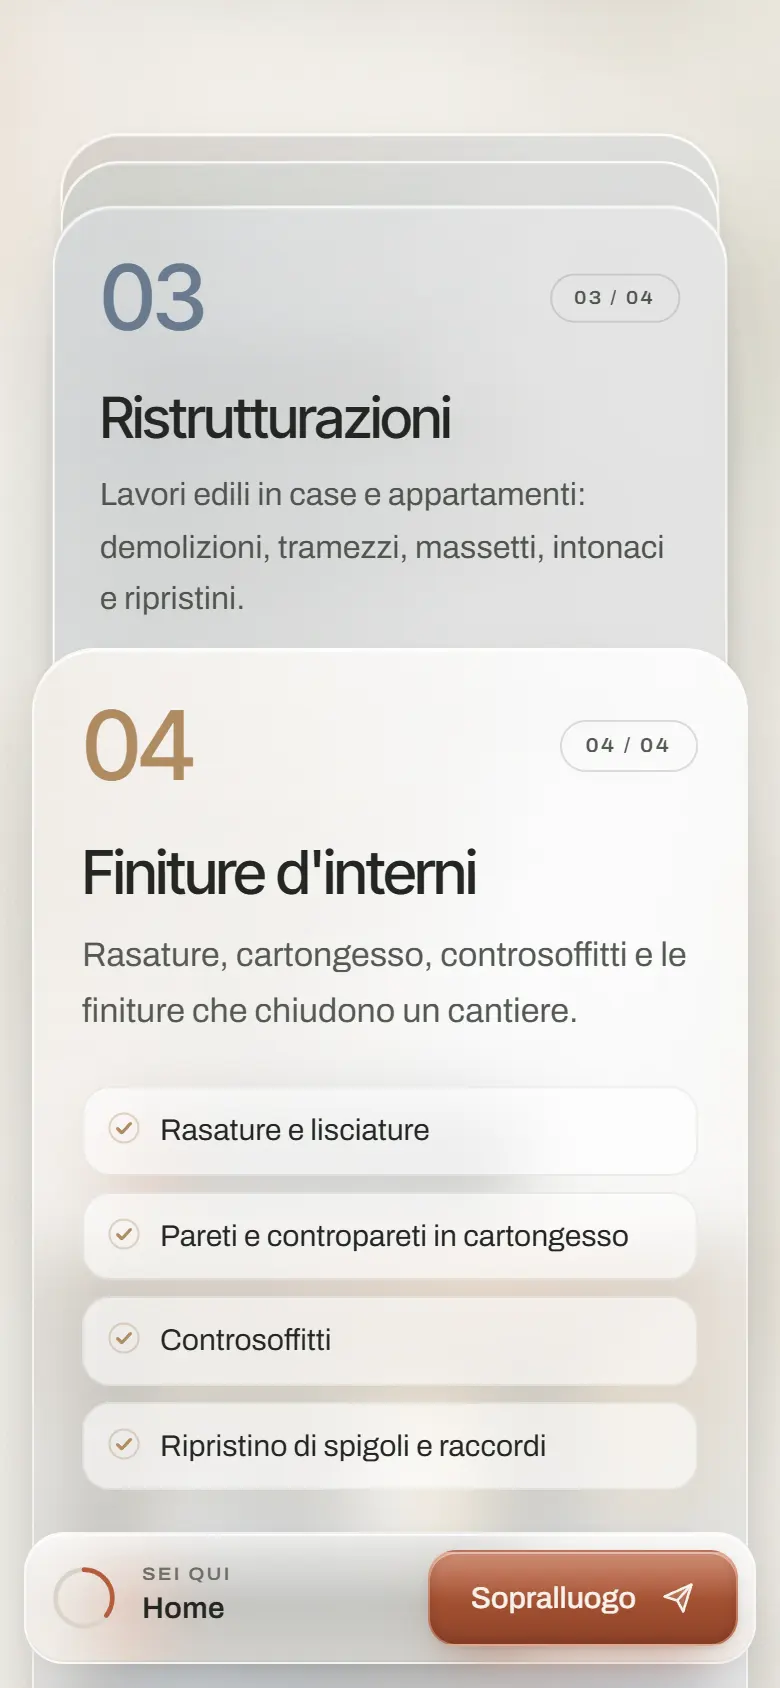 03
03 / 04
Ristrutturazioni
Lavori edili in case e appartamenti:
demolizioni, tramezzi, massetti, intonaci
e ripristini.
04
04 / 04
Finiture d'interni
Rasature, cartongesso, controsoffitti e le
finiture che chiudono un cantiere.
Rasature e lisciature
Pareti e contropareti in cartongesso
Controsoffitti
Ripristino di spigoli e raccordi
SEI QUI
Home
Sopralluogo